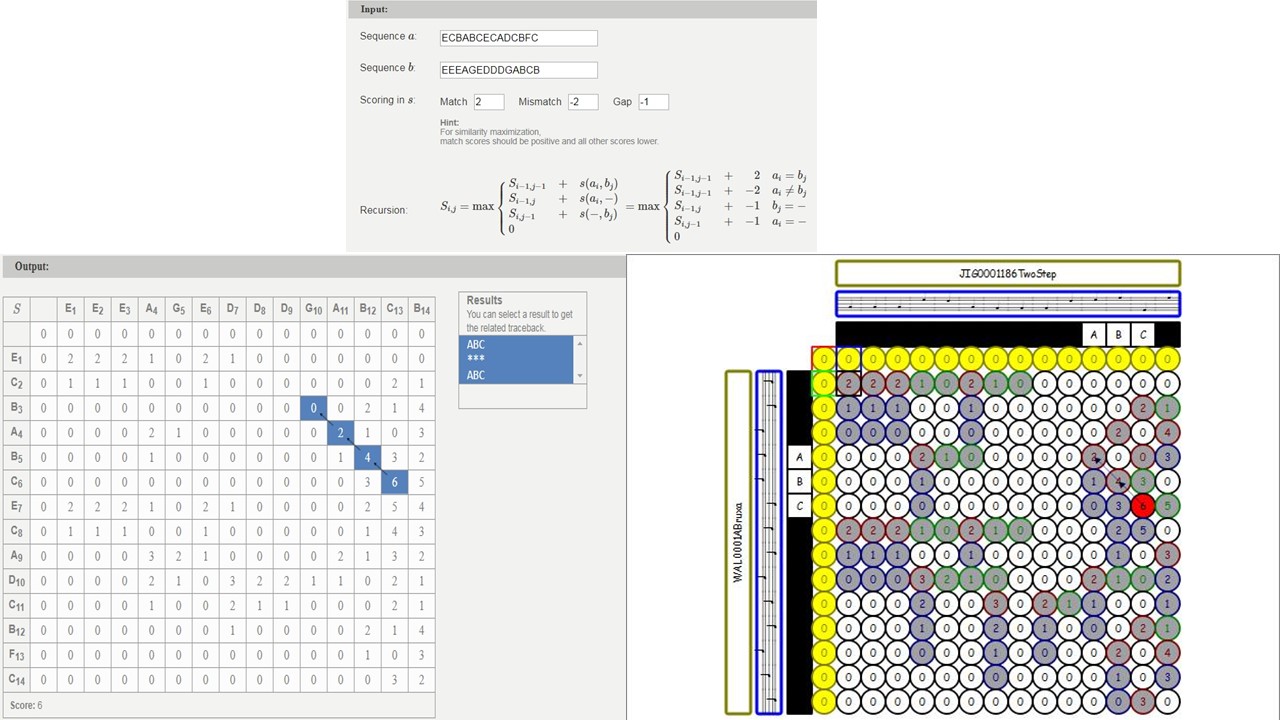 Input:
Sequence a: ECBABCECADCBFC
Sequence b: EEEAGEDDDGABCB
Scoring in s: Match 2 Mismatch -2 Gap -1
Hint:
For similarity maximization,
match scores should be positive and all other scores lower.
Recursion: S_{i,j} = max { S_{i−1,j−1} + s(a_i, b_j) = max { S_{i−1,j−1} + 2 a_i = b_j
S_{i−1,j} + s(a_i, −) S_{i−1,j−1} + −2 a_i ≠ b_j
S_{i,j−1} + s(−, b_j) S_{i−1,j} + −1 b_j = −
0 S_{i,j−1} + −1 a_i = −
0
Output:
S E1 E2 E3 A4 G5 E6 D7 D8 D9 G10 A11 B12 C13 B14
0 0 0 0 0 0 0 0 0 0 0 0 0 0 0
E1 0 2 2 2 1 0 2 1 0 0 0 0 0 0 0
C2 0 1 1 1 0 0 1 0 0 0 0 0 0 2 1
B3 0 0 0 0 0 0 0 0 0 0 0 0 2 1 4
A4 0 0 0 0 2 1 0 0 0 0 0 2 1 0 3
B5 0 0 0 0 1 0 0 0 0 0 0 1 4 3 2
C6 0 0 0 0 0 0 0 0 0 0 0 0 3 6 5
E7 0 2 2 2 1 0 2 1 0 0 0 0 2 5 4
C8 0 1 1 1 0 0 1 0 0 0 0 0 1 4 3
A9 0 0 0 0 3 2 1 0 0 0 0 2 1 3 2
D10 0 0 0 0 2 1 0 3 2 2 1 1 0 2 1
C11 0 0 0 0 1 0 0 2 1 1 0 0 0 2 1
B12 0 0 0 0 0 0 0 1 0 0 0 0 2 1 4
F13 0 0 0 0 0 0 0 0 0 0 0 0 1 0 3
C14 0 0 0 0 0 0 0 0 0 0 0 0 0 3 2
Score: 6
Results
You can select a result to get
the related traceback.
ABC
***
ABC
JIG0001186TwoStep
A B C
WAL0001ABruxa
0 0 0 0 0 0 0 0 0 0 0 0 0 0 0
0 2 2 2 1 0 2 1 0 0 0 0 0 0 0
0 1 1 1 0 0 1 0 0 0 0 0 0 2 1
0 0 0 0 0 0 0 0 0 0 0 0 2 0 4
A 0 0 0 0 2 1 0 0 0 0 0 2 0 0 3
B 0 0 0 0 1 0 0 0 0 0 0 1 4 3 0
C 0 0 0 0 0 0 0 0 0 0 0 0 3 6 5
0 2 2 2 1 0 2 1 0 0 0 0 2 5 0
0 1 1 1 0 0 1 0 0 0 0 0 1 0 3
0 0 0 0 3 2 1 0 0 0 0 2 1 0 2
0 0 0 0 2 0 0 3 0 2 1 1 0 0 1
0 0 0 0 1 0 0 2 0 1 0 0 0 2 1
0 0 0 0 0 0 0 1 0 0 0 0 2 0 4
0 0 0 0 0 0 0 0 0 0 0 0 1 0 3
0 0 0 0 0 0 0 0 0 0 0 0 0 3 0